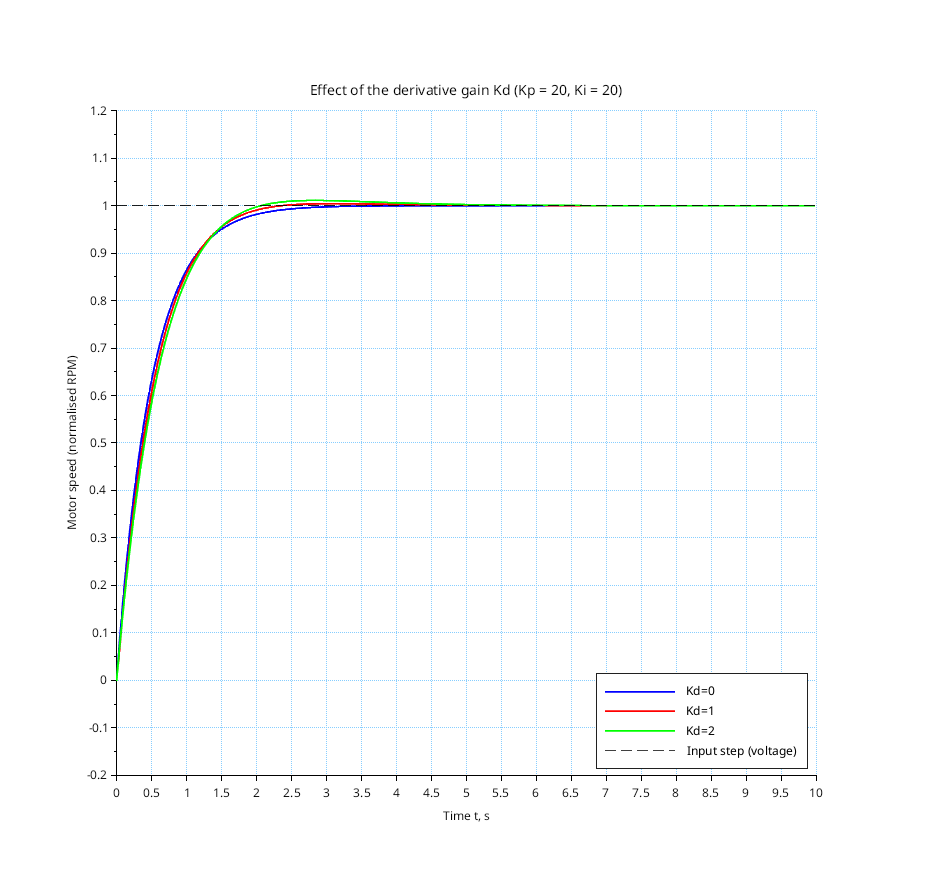 Effect of the derivative gain Kd (Kp = 20, Ki = 20)
1.2
1.1
1
0.9
0.8
0.7
0.6
0.5
0.4
0.3
0.2
0.1
0
-0.1
-0.2
Motor speed (normalised RPM)
Kd=0
Kd=1
Kd=2
Input step (voltage)
0 0.5 1 1.5 2 2.5 3 3.5 4 4.5 5 5.5 6 6.5 7 7.5 8 8.5 9 9.5 10
Time t, s